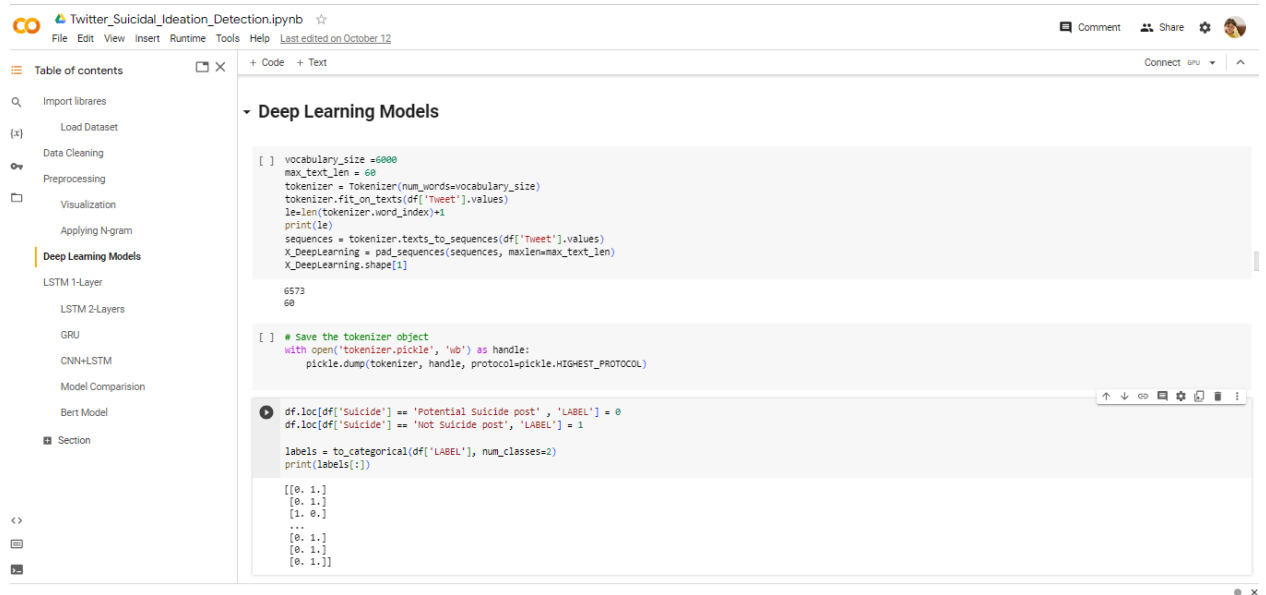 Twitter_Suicidal_Ideation_Detection.ipynb
File Edit View Insert Runtime Tools Help Last edited on October 12
Comment Share
Table of contents
Import librares
Load Dataset
Data Cleaning
Preprocessing
Visualization
Applying N-gram
Deep Learning Models
LSTM 1-Layer
LSTM 2-Layers
GRU
CNN+LSTM
Model Comparision
Bert Model
Section
{x}
+ Code + Text
Connect GPU
Deep Learning Models
[ ] vocabulary_size =6000
max_text_len = 60
tokenizer = Tokenizer(num_words=vocabulary_size)
tokenizer.fit_on_texts(df['Tweet'].values)
le=len(tokenizer.word_index)+1
print(le)
sequences = tokenizer.texts_to_sequences(df['Tweet'].values)
X_DeepLearning = pad_sequences(sequences, maxlen=max_text_len)
X_DeepLearning.shape[1]
6573
60
[ ] # Save the tokenizer object
with open('tokenizer.pickle', 'wb') as handle:
pickle.dump(tokenizer, handle, protocol=pickle.HIGHEST_PROTOCOL)
df.loc[df['Suicide'] == 'Potential Suicide post' , 'LABEL'] = 0
df.loc[df['Suicide'] == 'Not Suicide post', 'LABEL'] = 1
labels = to_categorical(df['LABEL'], num_classes=2)
print(labels[:])
[[0. 1.]
[0. 1.]
[1. 0.]
...
[0. 1.]
[0. 1.]
[0. 1.]]